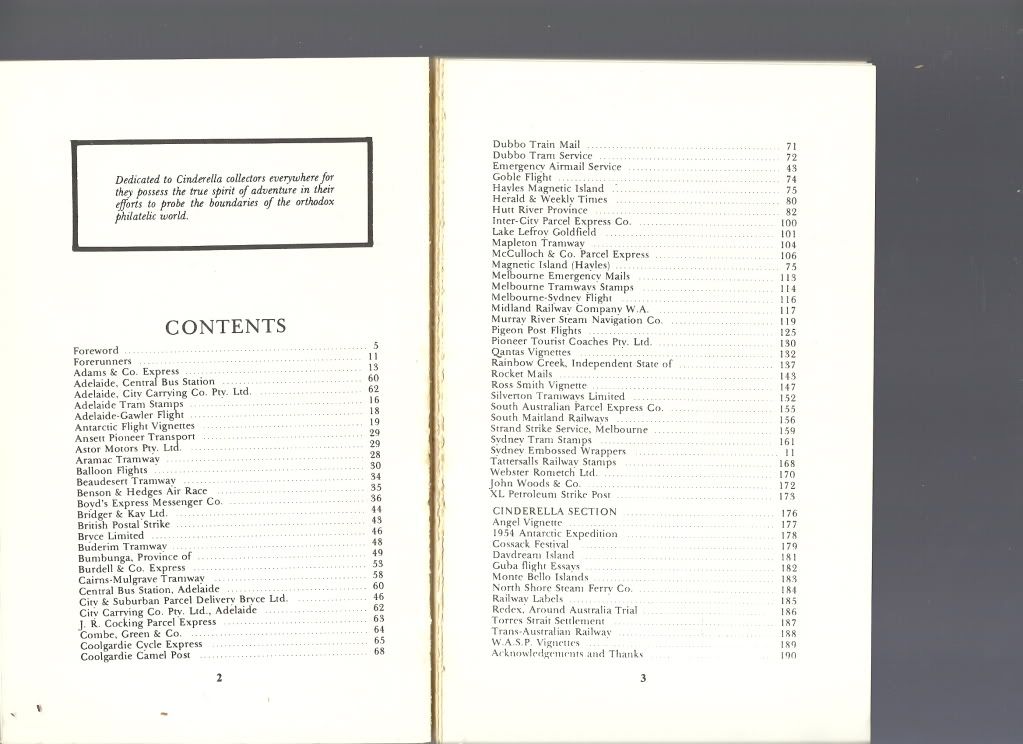 Dedicated to Cinderella collectors everywhere for
they possess the true spirit of adventure in their
efforts to probe the boundaries of the orthodox
philatelic world.
CONTENTS
Foreword 5
Forerunners 11
Adams & Co. Express 13
Adelaide, Central Bus Station 60
Adelaide, City Carrying Co. Pty. Ltd. 62
Adelaide Tram Stamps 16
Adelaide-Gawler Flight 18
Antarctic Flight Vignettes 19
Ansett Pioneer Transport 29
Astor Motors Pty. Ltd. 29
Aramac Tramway 28
Balloon Flights 30
Beaudesert Tramway 34
Benson & Hedges Air Race 35
Boyd's Express Messenger Co. 36
Bridger & Kay Ltd. 44
British Postal Strike 43
Bryce Limited 46
Buderim Tramway 48
Bumbunga, Province of 49
Burdell & Co. Express 53
Cairns-Mulgrave Tramway 58
Central Bus Station, Adelaide 60
City & Suburban Parcel Delivery Bryce Ltd. 46
City Carrying Co. Pty. Ltd., Adelaide 62
J. R. Cocking Parcel Express 63
Combe, Green & Co. 64
Coolgardie Cycle Express 65
Coolgardie Camel Post 68
2
Dubbo Train Mail 71
Dubbo Tram Service 72
Emergency Airmail Service 43
Goble Flight 74
Hayles Magnetic Island 75
Herald & Weekly Times 80
Hutt River Province 82
Inter-City Parcel Express Co. 100
Lake Lefroy Goldfield 101
Mapleton Tramway 104
McCulloch & Co. Parcel Express 106
Magnetic Island (Hayles) 75
Melbourne Emergency Mails 113
Melbourne Tramways Stamps 114
Melbourne-Sydney Flight 116
Midland Railway Company W.A. 117
Murray River Steam Navigation Co. 119
Pigeon Post Flights 125
Pioneer Tourist Coaches Pty. Ltd. 130
Qantas Vignettes 132
Rainbow Creek, Independent State of 137
Rocket Mails 143
Ross Smith Vignette 147
Silverton Tramways Limited 152
South Australian Parcel Express Co. 155
South Maitland Railways 156
Strand Strike Service, Melbourne 159
Sydney Tram Stamps 161
Sydney Embossed Wrappers 11
Tattersalls Railway Stamps 168
Webster Rometch Ltd. 170
John Woods & Co. 172
XL Petroleum Strike Post 173
CINDERELLA SECTION 176
Angel Vignette 177
1954 Antarctic Expedition 178
Cossack Festival 179
Daydream Island 181
Guba flight Essays 182
Monte Bello Islands 183
North Shore Steam Ferry Co. 184
Railway Labels 185
Redex, Around Australia Trial 186
Torres Strait Settlement 187
Trans-Australian Railway 188
W.A.S.P. Vignettes 189
Acknowledgements and Thanks 190
3